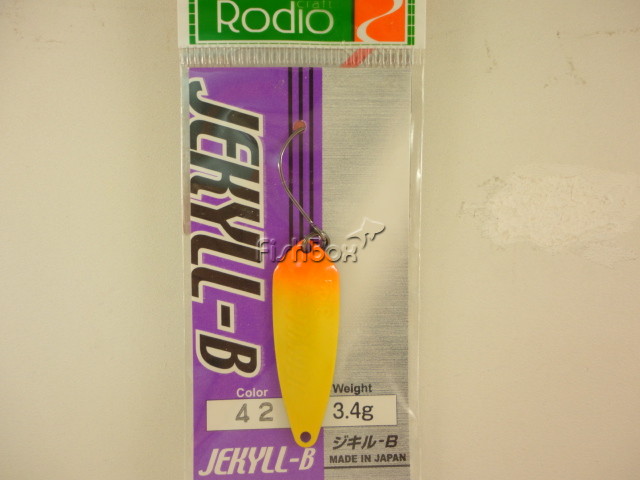 Craft
Rodio
JEKYLL-B
FishBox
Color
42
Weight
3.4g
JEKYLL-B
ジキル-B
MADE IN JAPAN